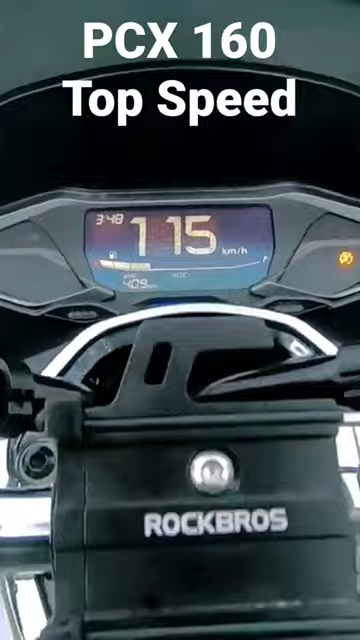 PCX 160
Top Speed
3:48
115
km/h
ROCKBROS